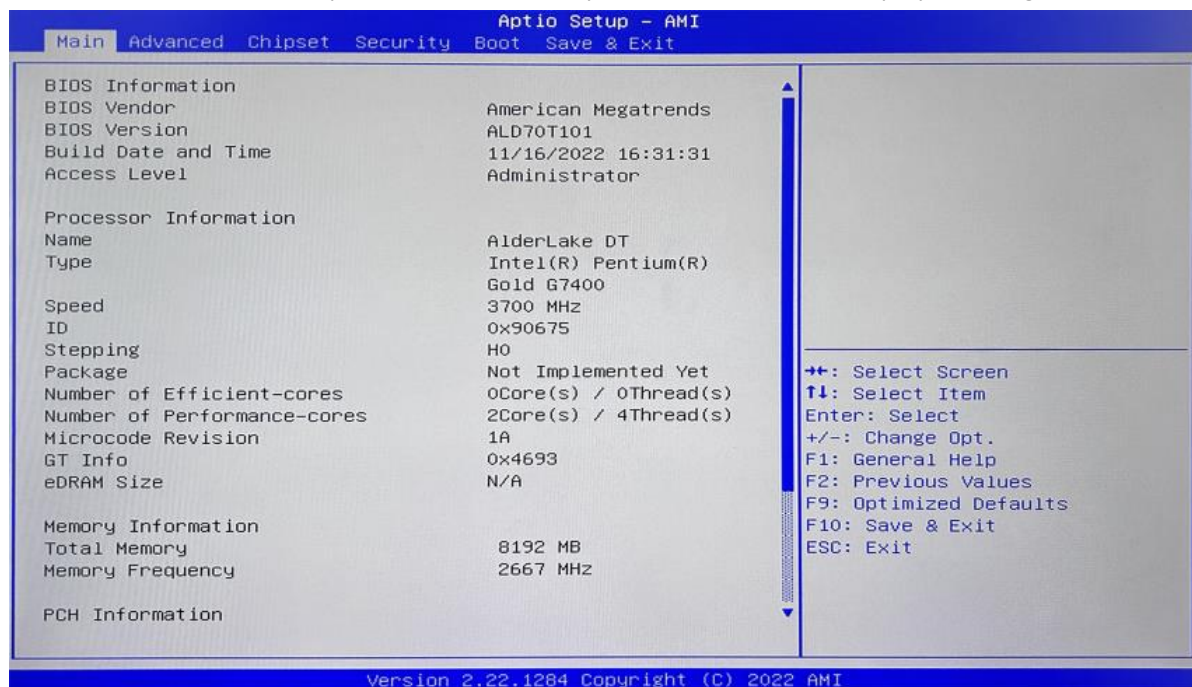 Aptio Setup - AMI
Main Advanced Chipset Security Boot Save & Exit
BIOS Information
BIOS Vendor American Megatrends
BIOS Version ALD70T101
Build Date and Time 11/16/2022 16:31:31
Access Level Administrator
Processor Information
Name AlderLake DT
Type Intel(R) Pentium(R)
Gold G7400
Speed 3700 MHz
ID 0x90675
Stepping H0
Package Not Implemented Yet
Number of Efficient-cores 0Core(s) / 0Thread(s)
Number of Performance-cores 2Core(s) / 4Thread(s)
Microcode Revision 1A
GT Info 0x4693
eDRAM Size N/A
Memory Information
Total Memory 8192 MB
Memory Frequency 2667 MHz
PCH Information
→←: Select Screen
↑↓: Select Item
Enter: Select
+/-: Change Opt.
F1: General Help
F2: Previous Values
F9: Optimized Defaults
F10: Save & Exit
ESC: Exit
Version 2.22.1284 Copyright (C) 2022 AMI